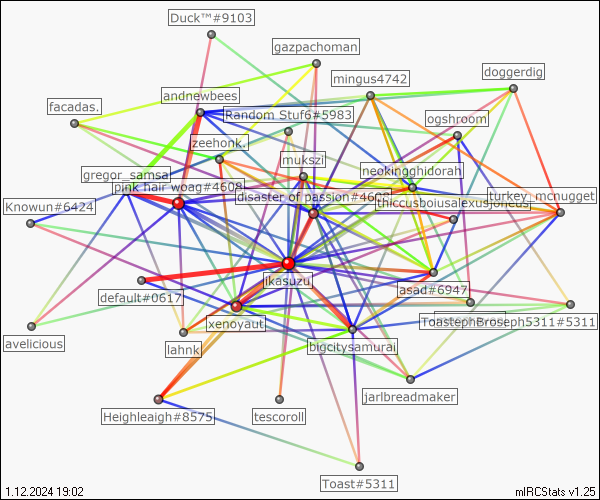 Duck™#9103
gazpachoman
mingus4742
doggerdig
andnewbees
facadas.
Random Stuf6#5983
ogshroom
zeehonk.
mukszi
neokingghidorah
gregor_samsa
pink hair woag#4608
disaster of passion#4608
thiccusboiusalexusjoneus
turkey_mcnugget
Knowun#6424
ikasuzu
asad#6947
default#0617
xenoyaut
ToastephBroseph5311#5311
avelicious
lahnk
bigcitysamurai
jarlbreadmaker
Heighleaigh#8575
tescoroll
Toast#5311
1.12.2024 19:02
mIRCStats v1.25